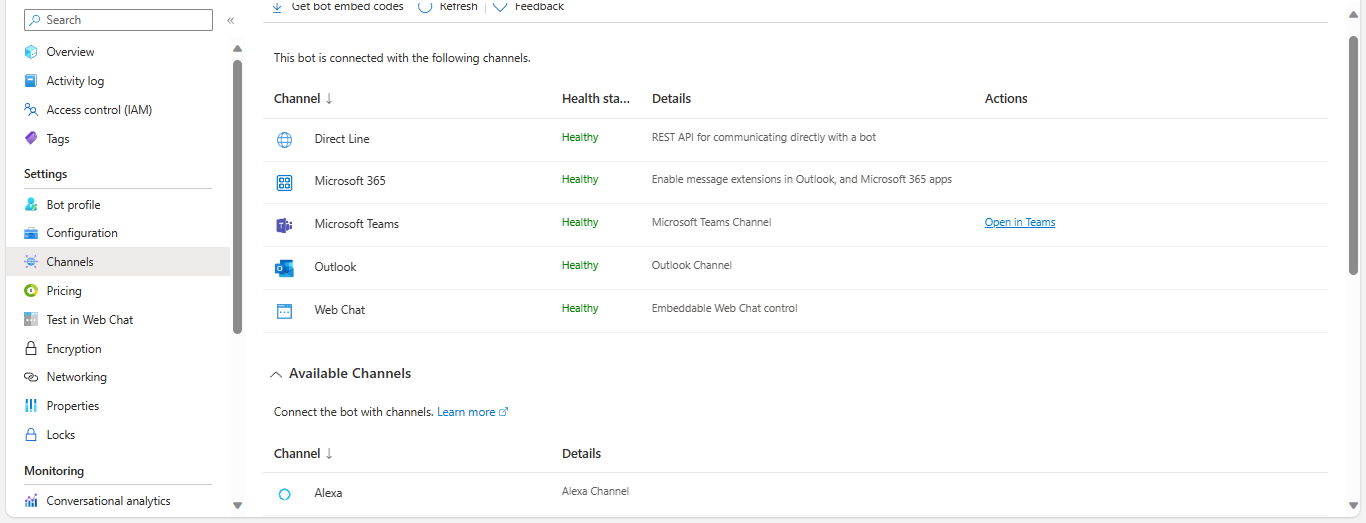 Search «
Overview
Activity log
Access control (IAM)
Tags
Settings
Bot profile
Configuration
Channels
Pricing
Test in Web Chat
Encryption
Networking
Properties
Locks
Monitoring
Conversational analytics
Get bot embed codes Refresh Feedback
This bot is connected with the following channels.
Channel ↓ Health sta... Details Actions
Direct Line Healthy REST API for communicating directly with a bot
Microsoft 365 Healthy Enable message extensions in Outlook, and Microsoft 365 apps
Microsoft Teams Healthy Microsoft Teams Channel Open in Teams
Outlook Healthy Outlook Channel
Web Chat Healthy Embeddable Web Chat control
Available Channels
Connect the bot with channels. Learn more
Channel ↓ Details
Alexa Alexa Channel